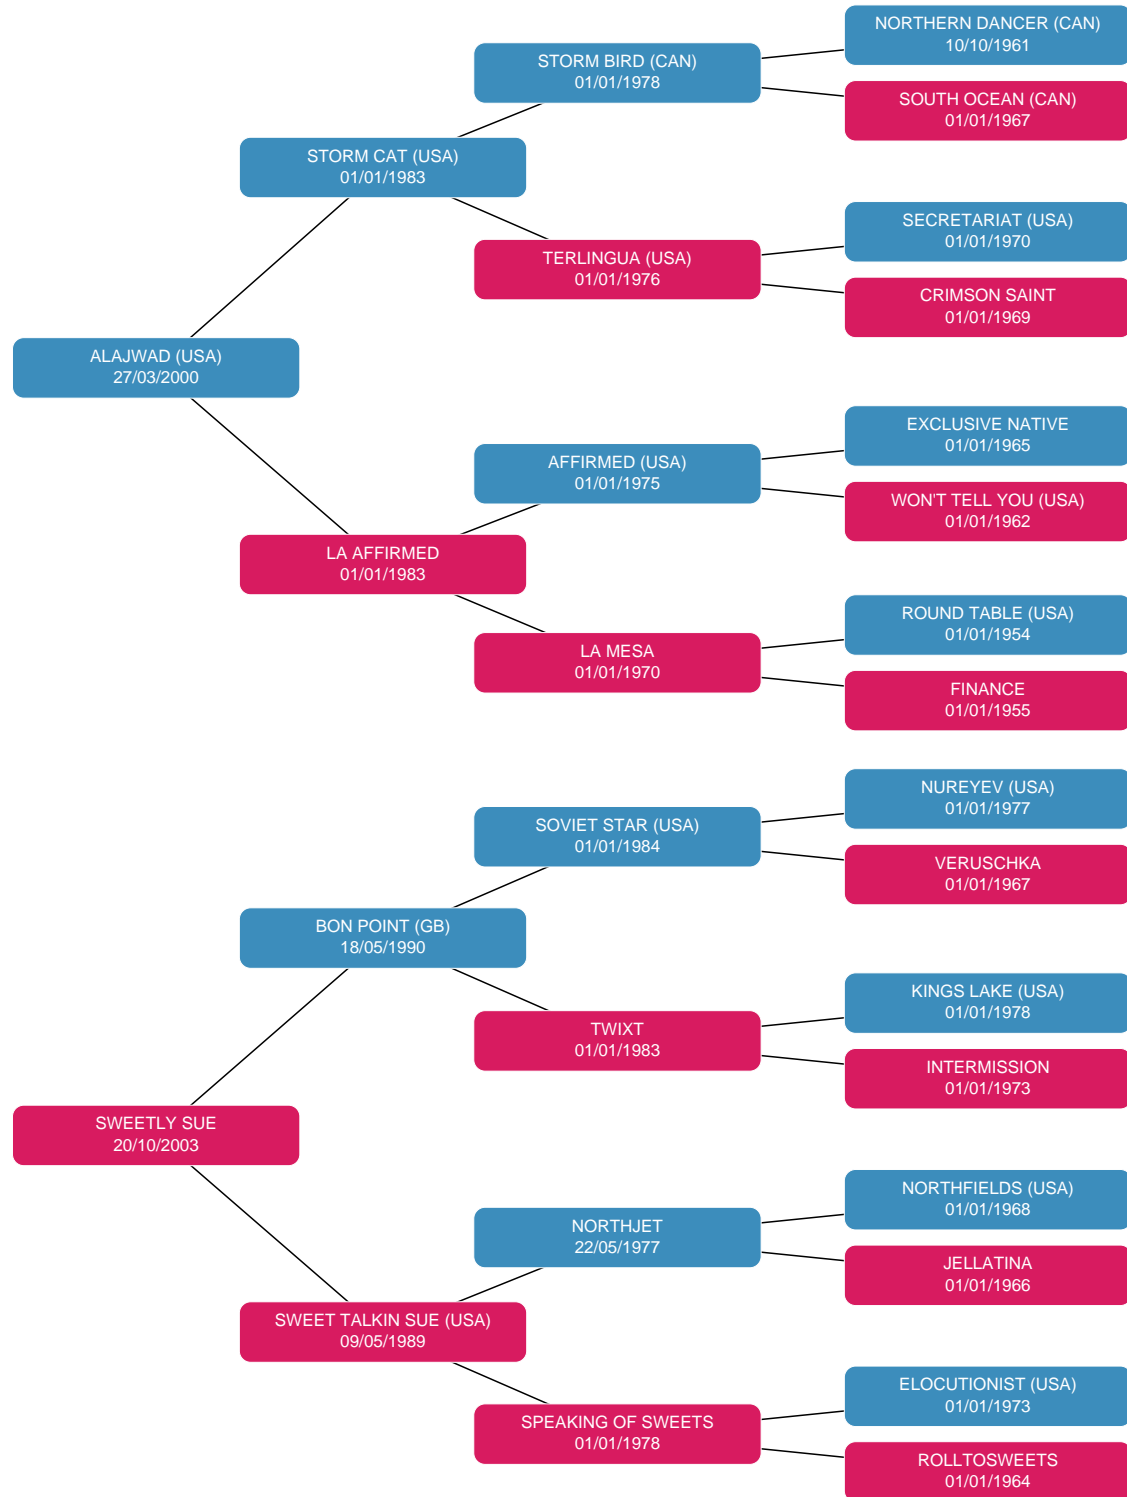 NORTHERN DANCER (CAN)
10/10/1961
STORM BIRD (CAN)
01/01/1978
SOUTH OCEAN (CAN)
01/01/1967
STORM CAT (USA)
01/01/1983
SECRETARIAT (USA)
01/01/1970
TERLINGUA (USA)
01/01/1976
CRIMSON SAINT
01/01/1969
ALAJWAD (USA)
27/03/2000
EXCLUSIVE NATIVE
01/01/1965
AFFIRMED (USA)
01/01/1975
WON'T TELL YOU (USA)
01/01/1962
LA AFFIRMED
01/01/1983
ROUND TABLE (USA)
01/01/1954
LA MESA
01/01/1970
FINANCE
01/01/1955
NUREYEV (USA)
01/01/1977
SOVIET STAR (USA)
01/01/1984
VERUSCHKA
01/01/1967
BON POINT (GB)
18/05/1990
KINGS LAKE (USA)
01/01/1978
TWIXT
01/01/1983
INTERMISSION
01/01/1973
SWEETLY SUE
20/10/2003
NORTHFIELDS (USA)
01/01/1968
NORTHJET
22/05/1977
JELLATINA
01/01/1966
SWEET TALKIN SUE (USA)
09/05/1989
ELOCUTIONIST (USA)
01/01/1973
SPEAKING OF SWEETS
01/01/1978
ROLLTOSWEETS
01/01/1964